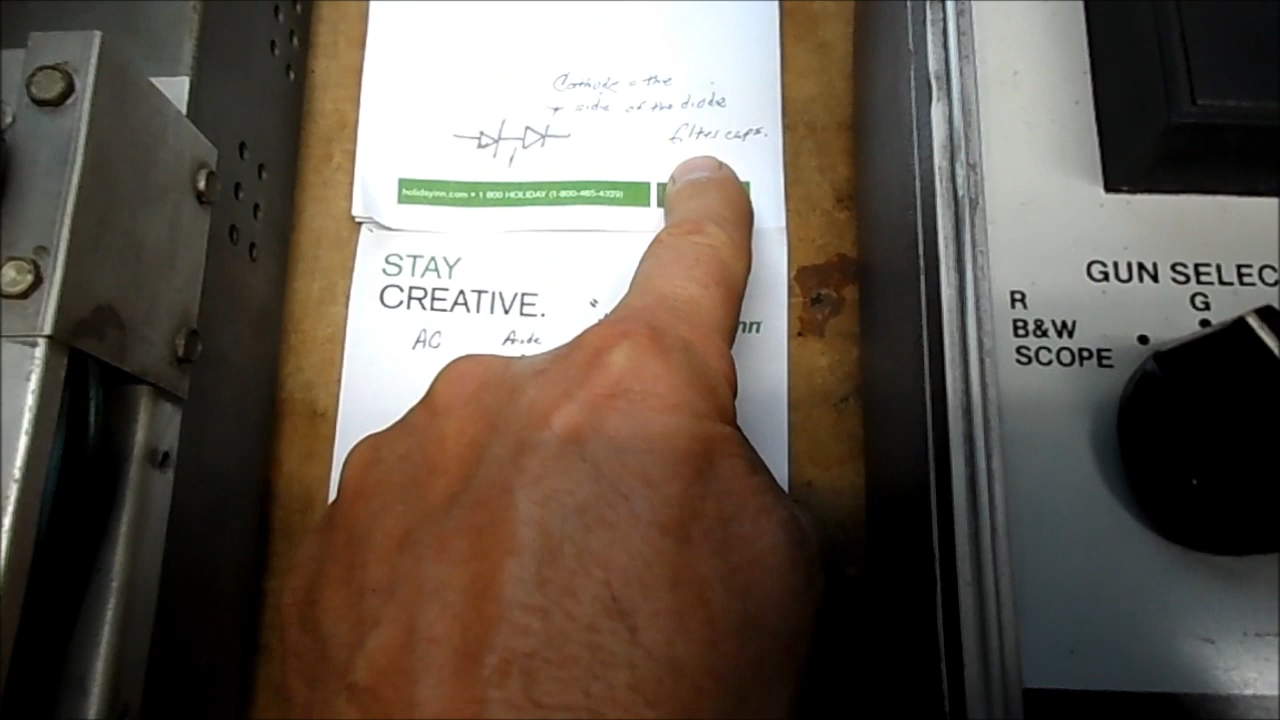 Cathode = the
+ side of the diode
filter caps.
holidayinn.com • 1 800 HOLIDAY (1-800-465-4329)
STAY
CREATIVE.
AC Anode
GUN SELEC
R G
B&W
SCOPE